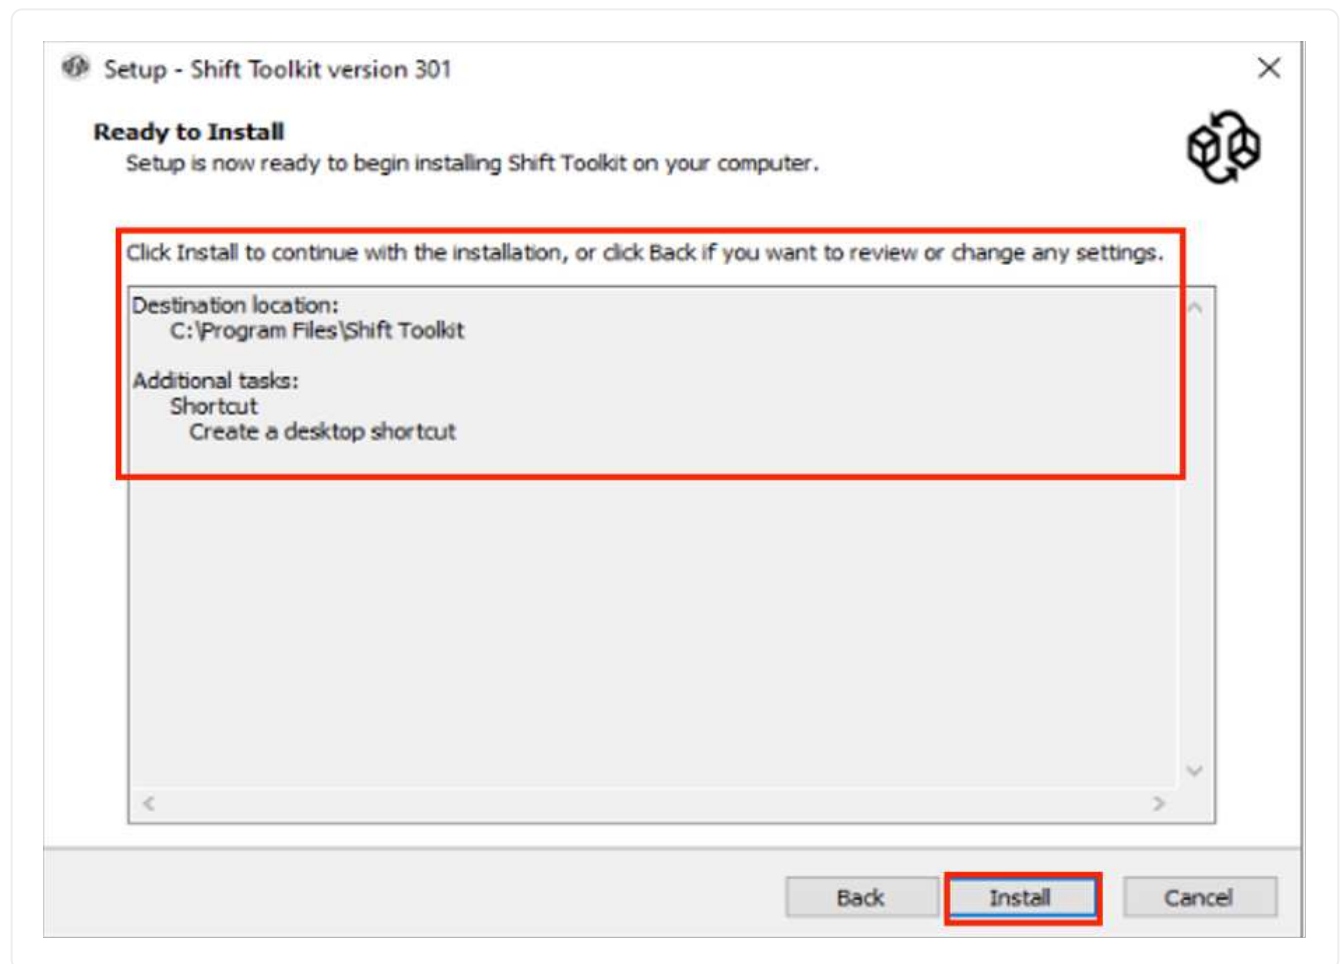 Setup - Shift Toolkit version 301
Ready to Install
Setup is now ready to begin installing Shift Toolkit on your computer.
Click Install to continue with the installation, or click Back if you want to review or change any settings.
Destination location:
C:\Program Files\Shift Toolkit
Additional tasks:
Shortcut
Create a desktop shortcut
Back
Install
Cancel